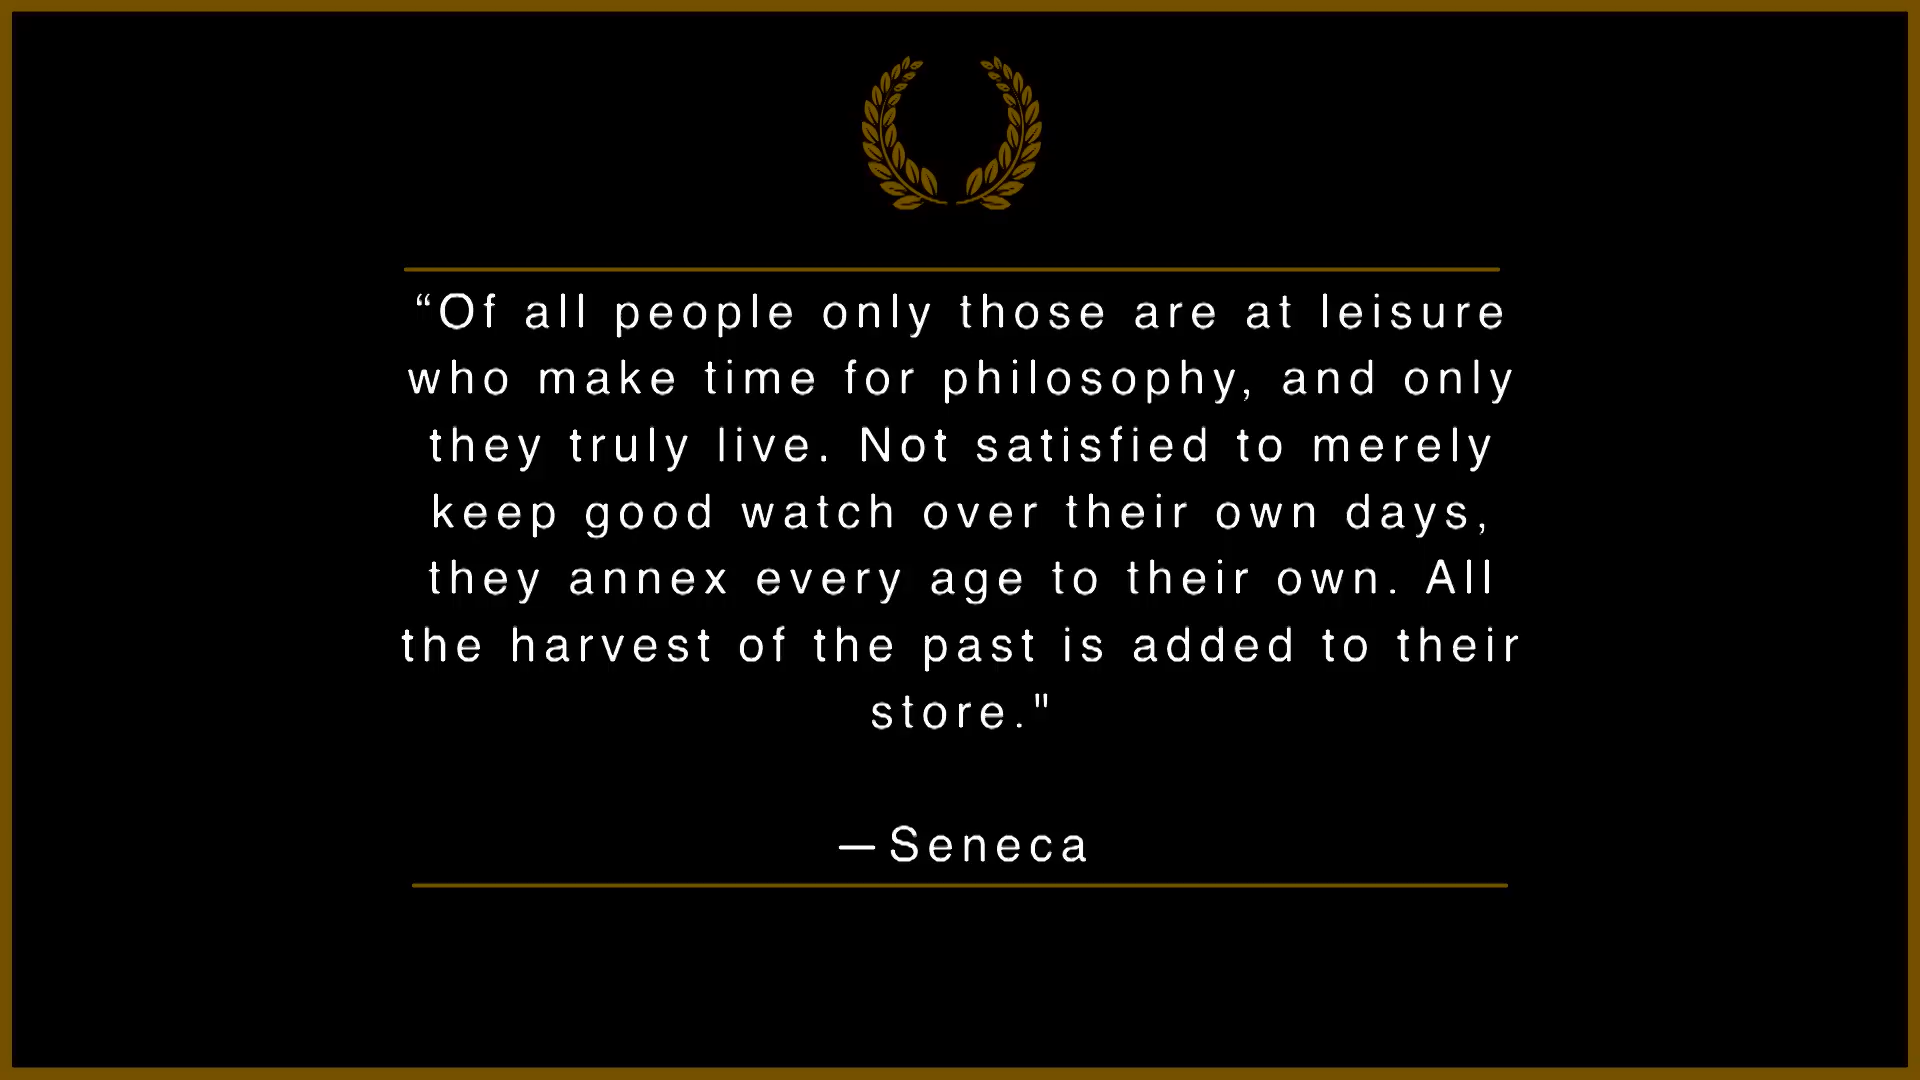 “Of all people only those are at leisure
who make time for philosophy, and only
they truly live. Not satisfied to merely
keep good watch over their own days,
they annex every age to their own. All
the harvest of the past is added to their
store."
—Seneca